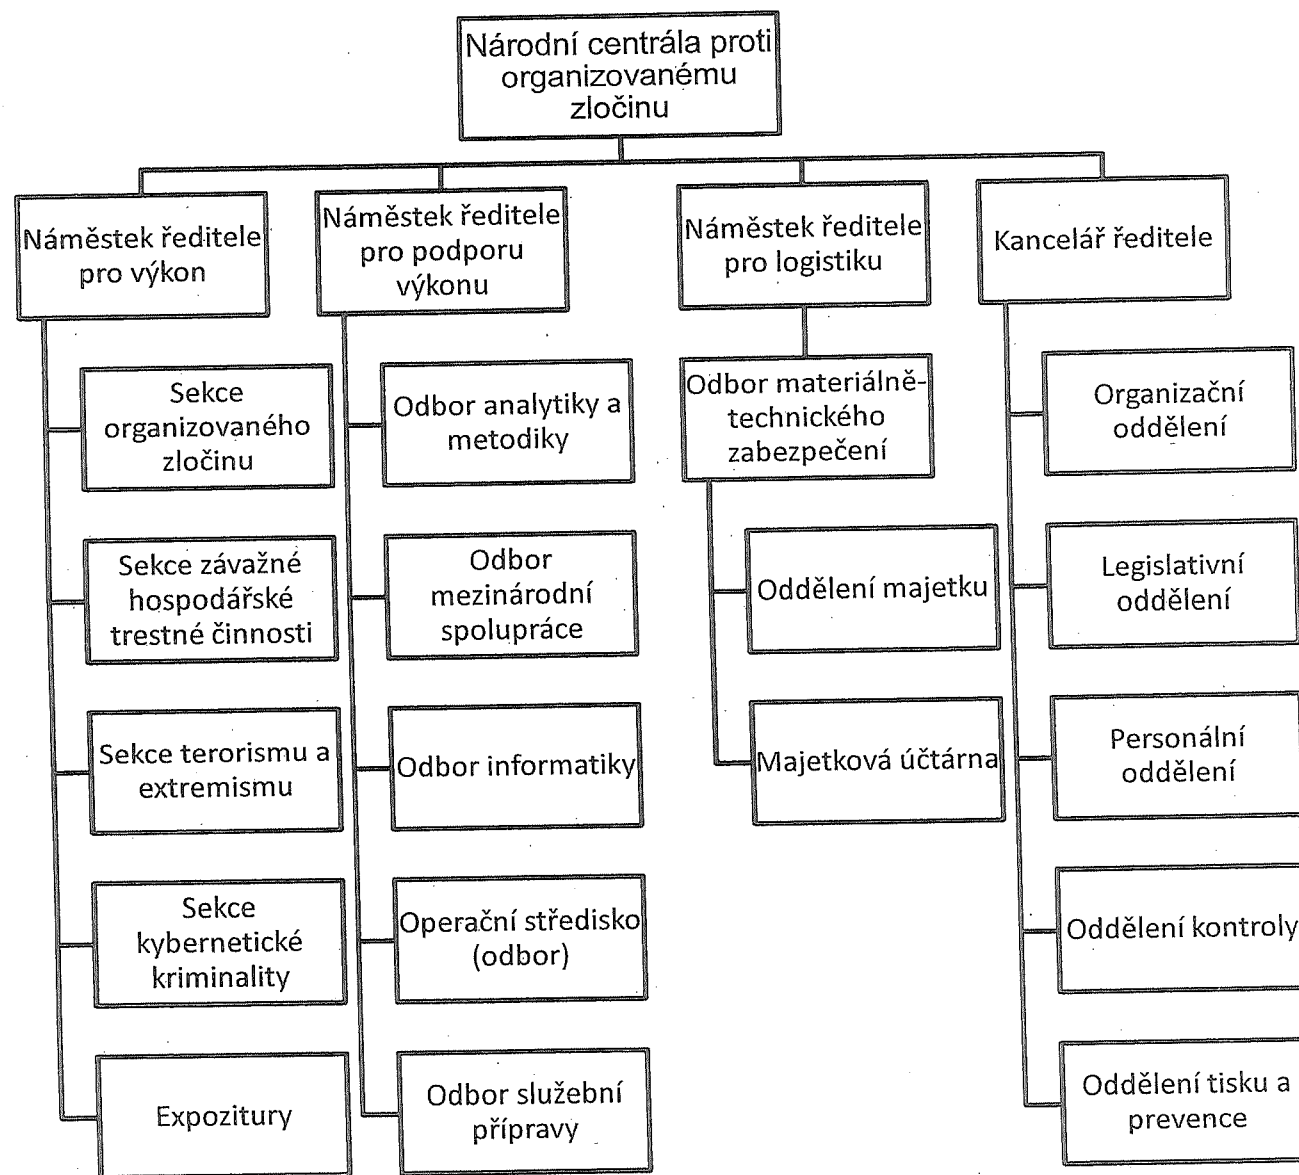 Národní centrála proti
organizovanému
zločinu
Náměstek ředitele
pro výkon
Náměstek ředitele
pro podporu
výkonu
Náměstek ředitele
pro logistiku
Kancelář ředitele
Sekce
organizovaného
zločinu
Sekce závažné
hospodářské
trestné činnosti
Sekce terorismu a
extremismu
Sekce
kybernetické
kriminality
Expozitury
Odbor analytiky a
metodiky
Odbor
mezinárodní
spolupráce
Odbor informatiky
Operační středisko
(odbor)
Odbor služební
přípravy
Odbor materiálně-
technického
zabezpečení
Oddělení majetku
Majetková účtárna
Organizační
oddělení
Legislativní
oddělení
Personální
oddělení
Oddělení kontroly
Oddělení tisku a
prevence